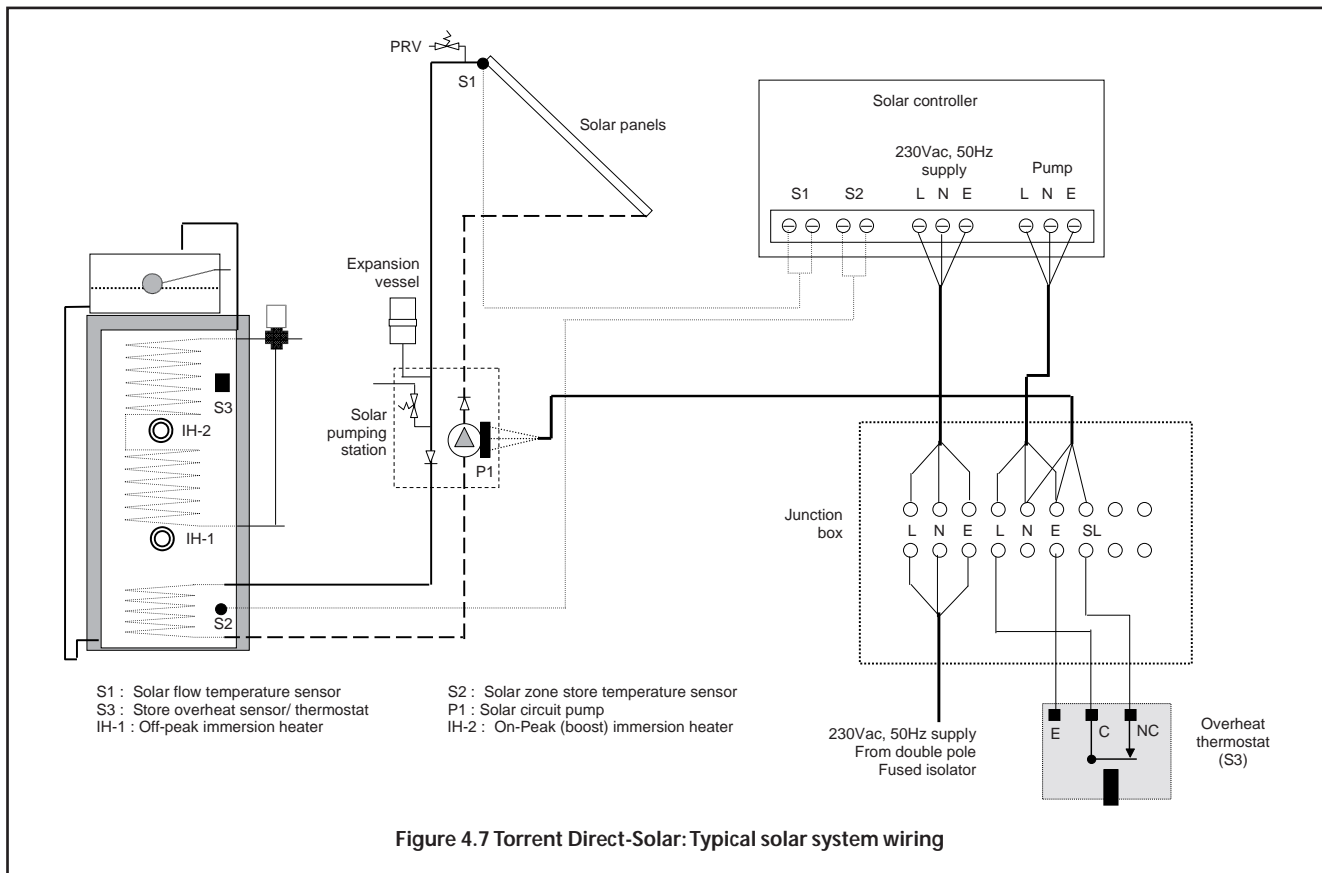 PRV
S1
Solar panels
Solar controller
230Vac, 50Hz
supply
Pump
S1 S2 L N E L N E
Expansion
vessel
S3
IH-2
Solar
pumping
station
P1
IH-1
S2
Junction
box
L N E L N E SL
S1 : Solar flow temperature sensor
S3 : Store overheat sensor/ thermostat
IH-1 : Off-peak immersion heater
S2 : Solar zone store temperature sensor
P1 : Solar circuit pump
IH-2 : On-Peak (boost) immersion heater
230Vac, 50Hz supply
From double pole
Fused isolator
E C NC
Overheat
thermostat
(S3)
Figure 4.7 Torrent Direct-Solar: Typical solar system wiring